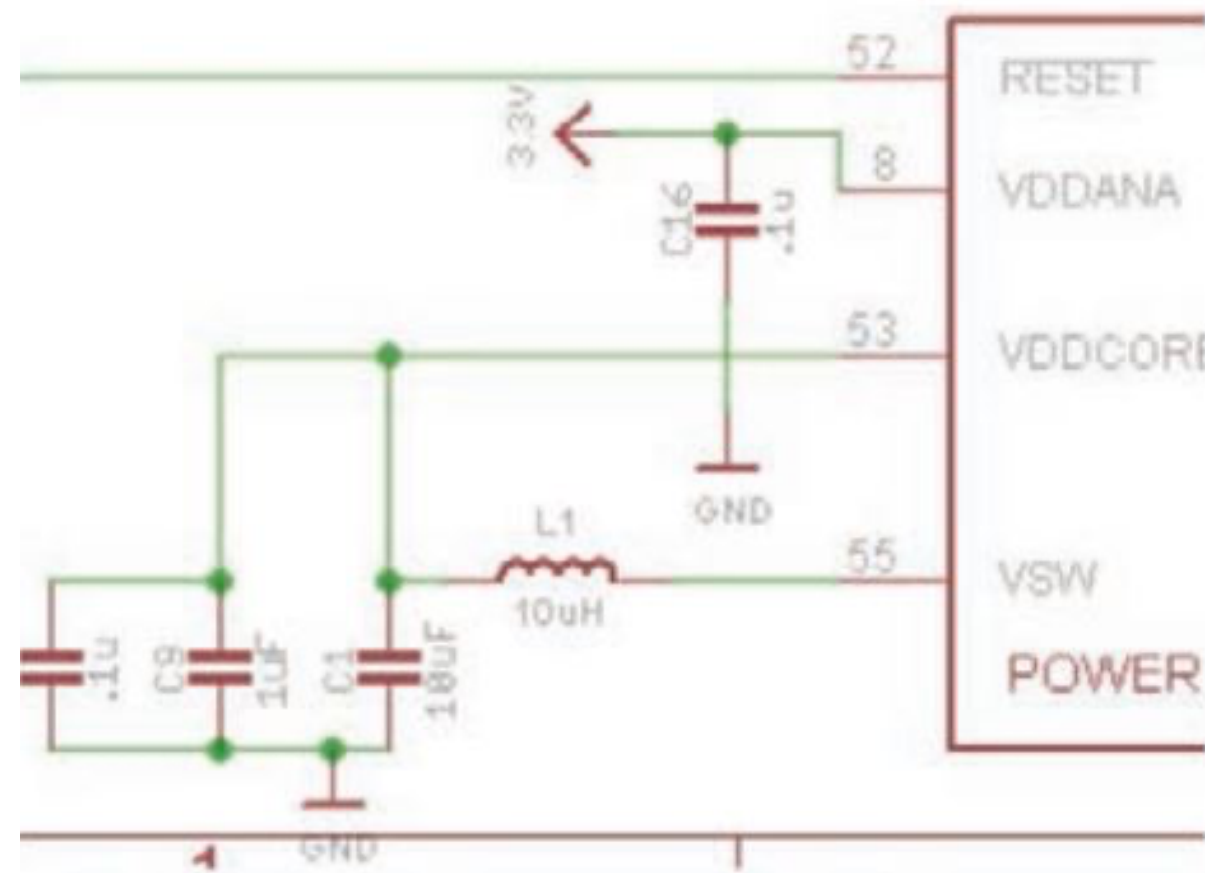 52
RESET
3.3V
8
VDDANA
C16
.1u
53
VDDCORE
GND
L1
10uH
55
VSW
.1u
C9
1uF
C1
10uF
POWER
GND